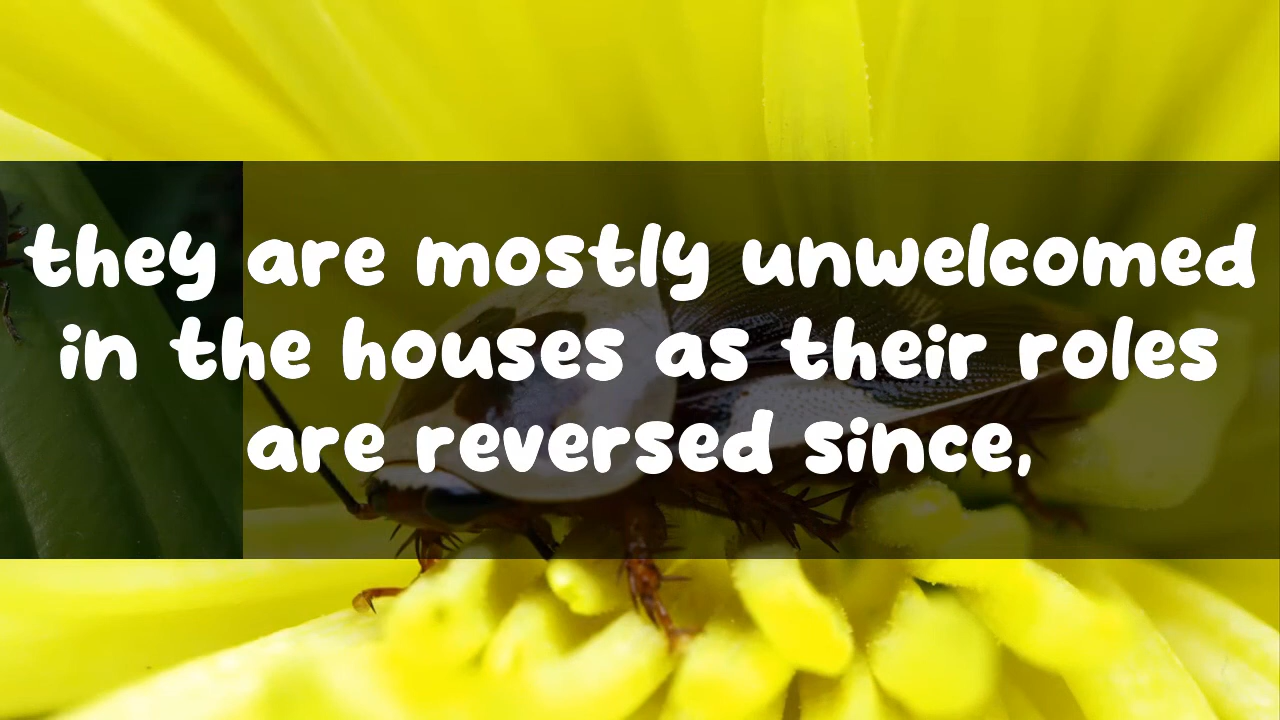 they are mostly unwelcomed
in the houses as their roles
are reversed since,